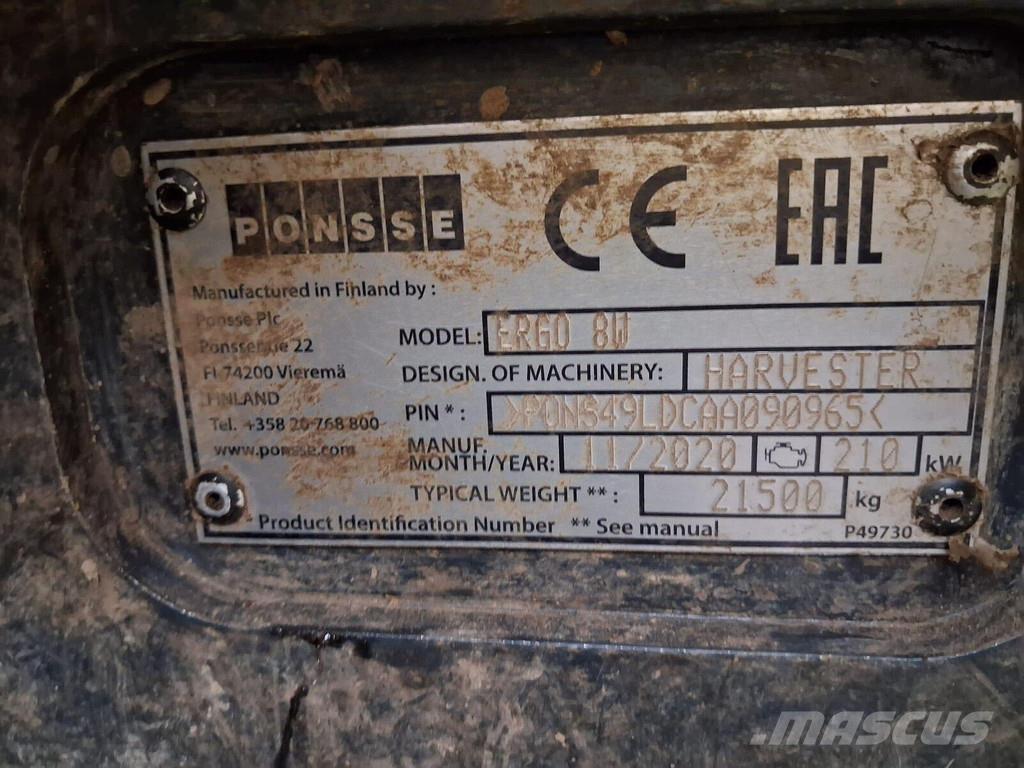 PONSSE CE EAC
Manufactured in Finland by :
Ponsse Plc
Ponssentie 22
FI-74200 Vieremä
FINLAND
Tel. +358 20 768 800
www.ponsse.com
MODEL: ERGO 8W
DESIGN. OF MACHINERY: HARVESTER
PIN* : >PONS49LDCAA090965<
MANUF. MONTH/YEAR: 11/2020 210 kW
TYPICAL WEIGHT ** : 21500 kg
Product Identification Number ** See manual
P49730
MASCUS